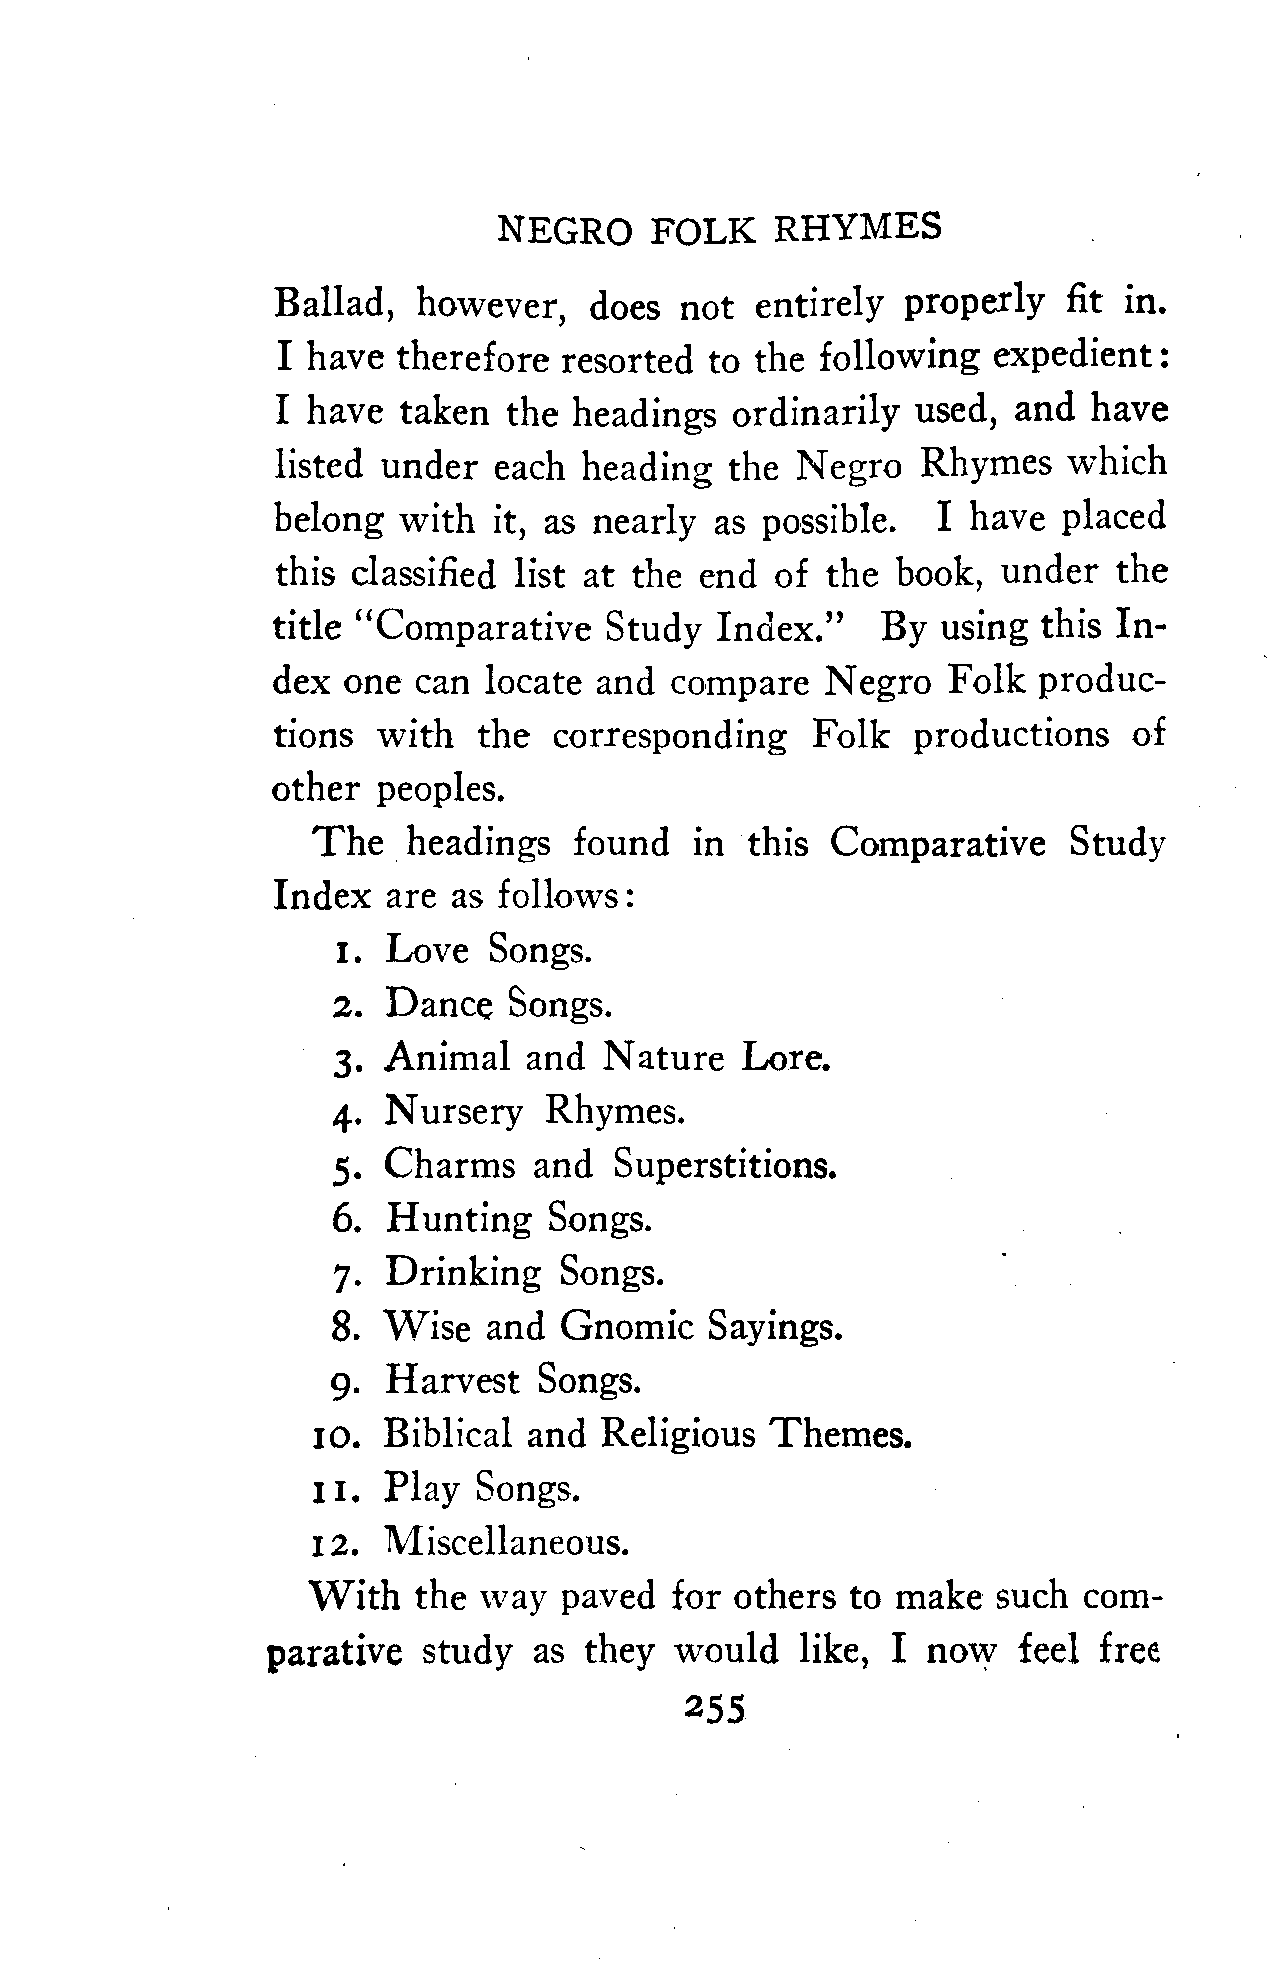 NEGRO FOLK RHYMES
Ballad, however, does not entirely properly fit in.
I have therefore resorted to the following expedient:
I have taken the headings ordinarily used, and have
listed under each heading the Negro Rhymes which
belong with it, as nearly as possible. I have placed
this classified list at the end of the book, under the
title "Comparative Study Index." By using this In-
dex one can locate and compare Negro Folk produc-
tions with the corresponding Folk productions of
other peoples.
The headings found in this Comparative Study
Index are as follows:
1. Love Songs.
2. Dance Songs.
3. Animal and Nature Lore.
4. Nursery Rhymes.
5. Charms and Superstitions.
6. Hunting Songs.
7. Drinking Songs.
8. Wise and Gnomic Sayings.
9. Harvest Songs.
10. Biblical and Religious Themes.
11. Play Songs.
12. Miscellaneous.
With the way paved for others to make such com-
parative study as they would like, I now feel free
255